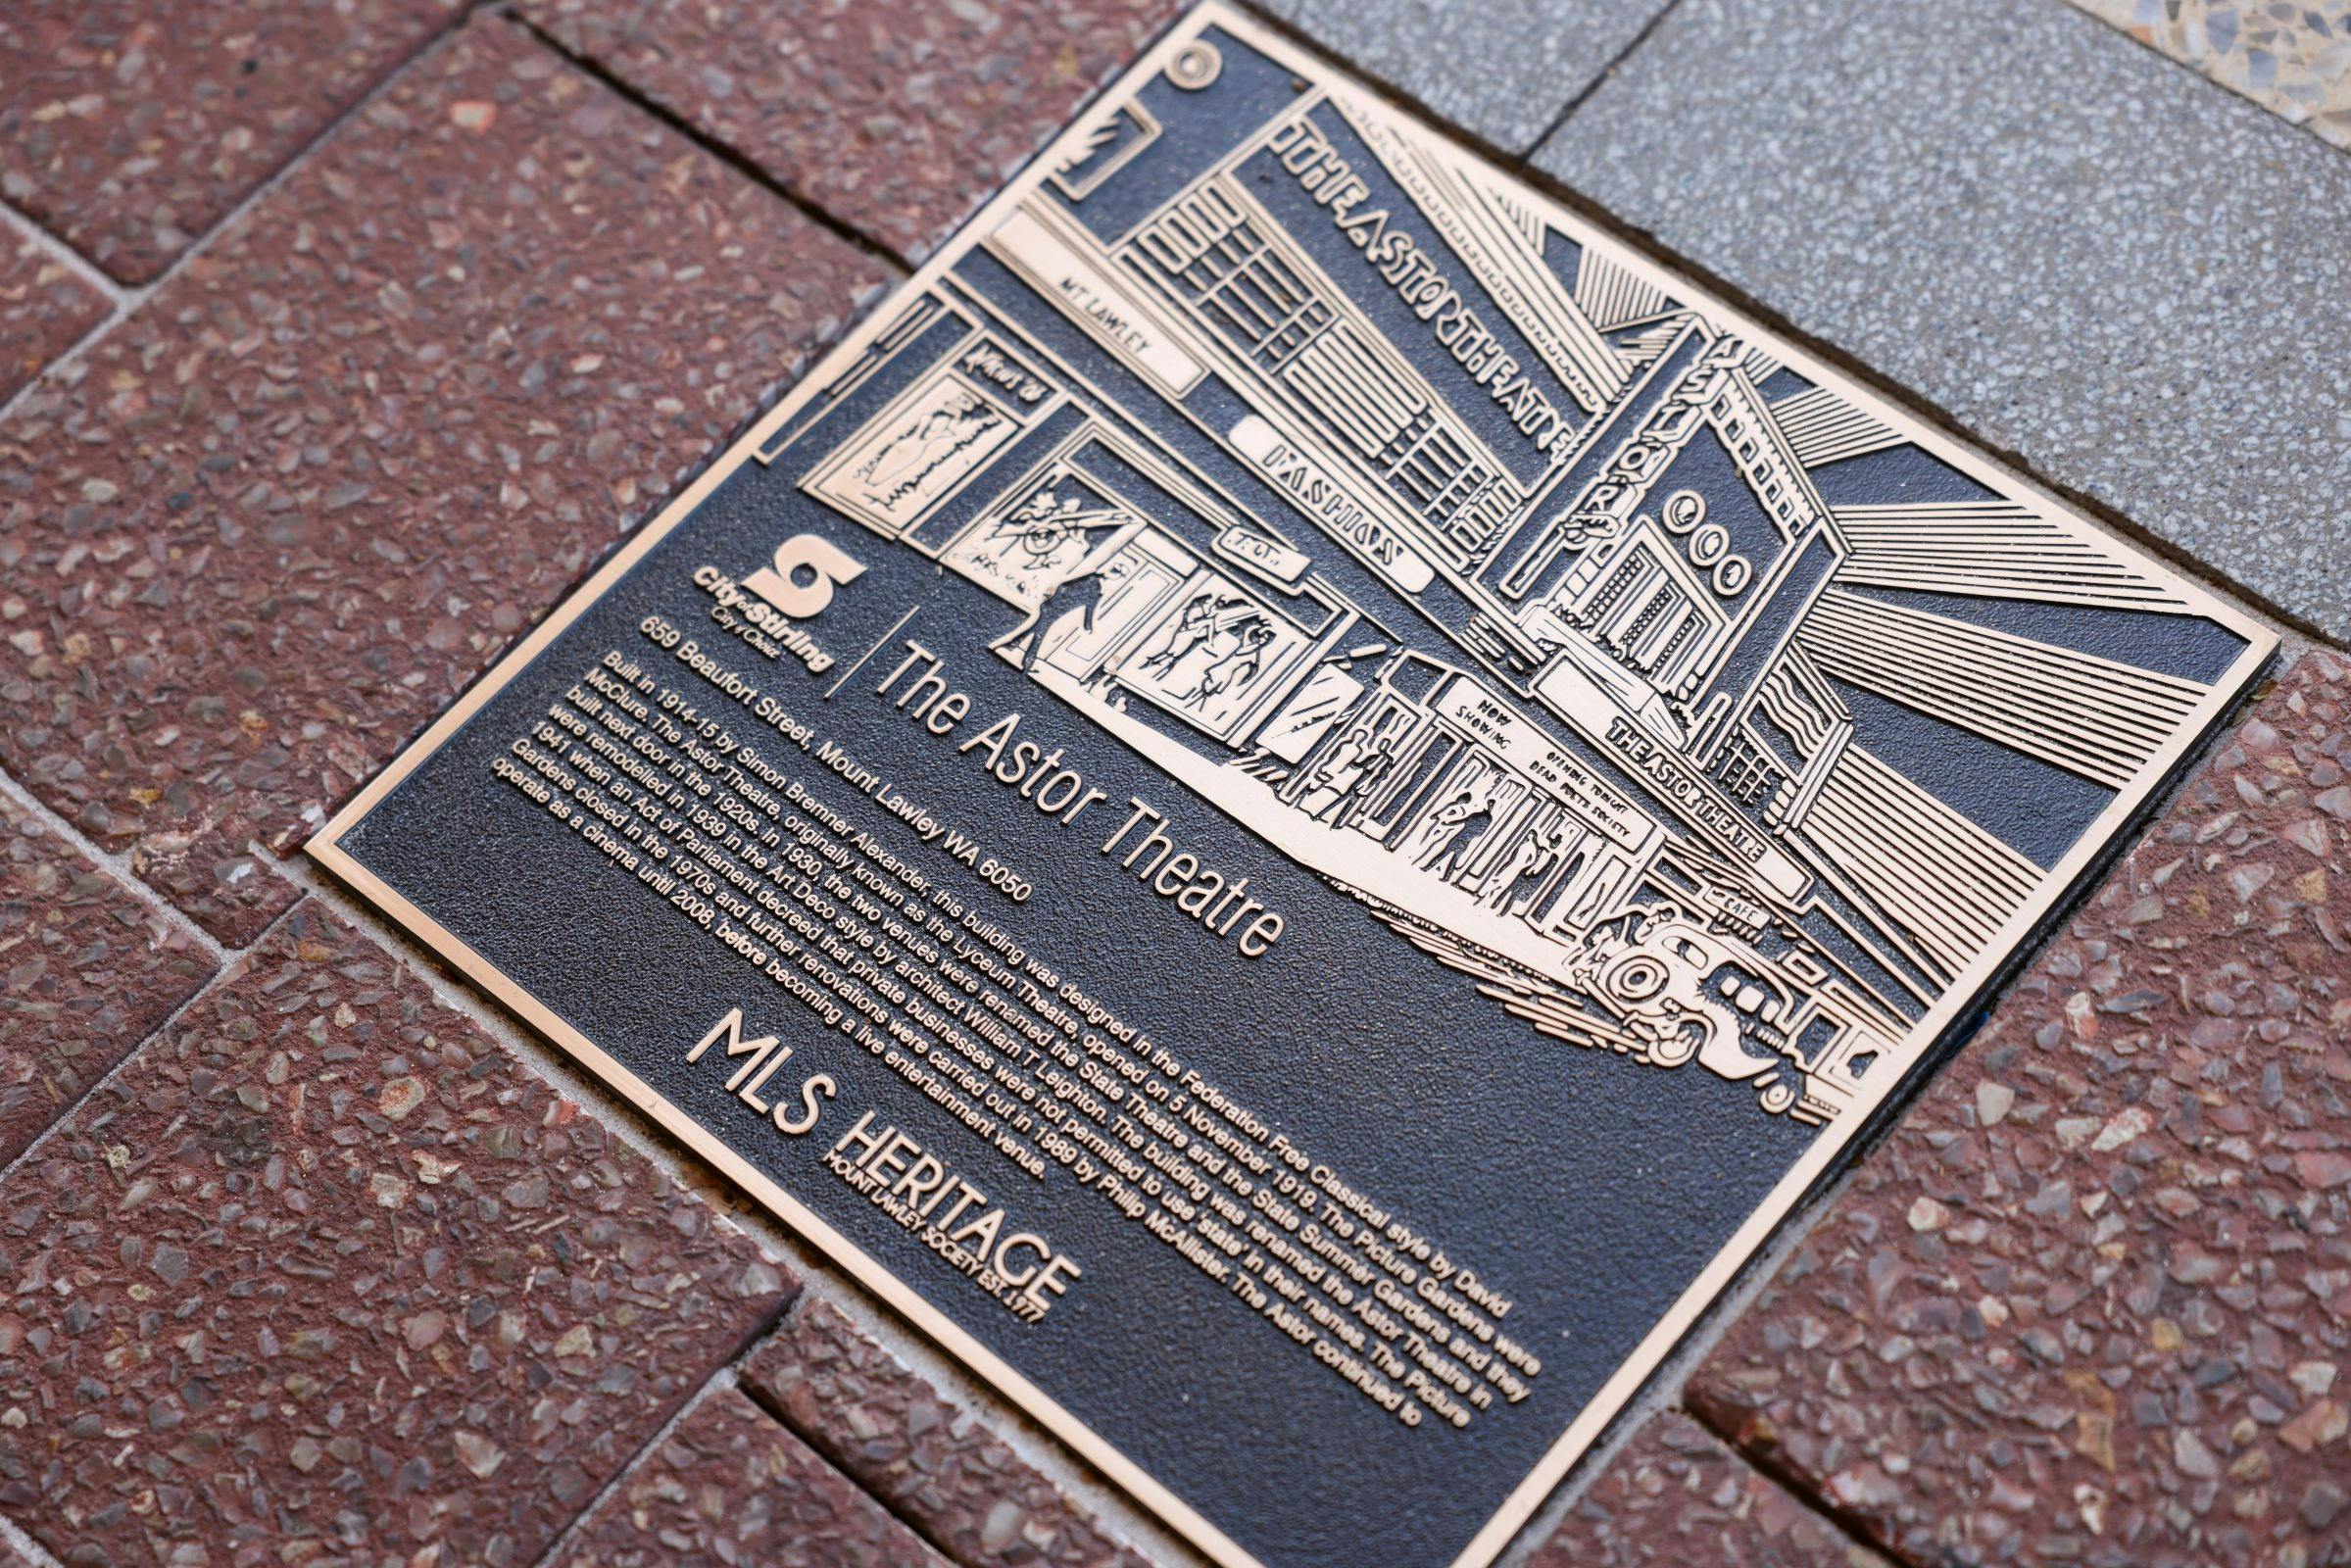 THE ASTOR THEATRE
ASTOR
MT LAWLEY
FASHION
NOW
SHOWING
OPENING TONIGHT
DEAD POETS SOCIETY
THE ASTOR THEATRE
CAFE
City of Stirling
City of Choice
The Astor Theatre
659 Beaufort Street, Mount Lawley WA 6050
Built in 1914-15 by Simon Bremner Alexander, this building was designed in the Federation Free Classical style by David
McClure. The Astor Theatre, originally known as the Lyceum Theatre, opened on 5 November 1919. The Picture Gardens were
built next door in the 1920s. In 1930, the two venues were renamed the State Theatre and the State Summer Gardens and they
were remodelled in 1939 in the Art Deco style by architect William T Leighton. The building was renamed the Astor Theatre in
1941 when an Act of Parliament decreed that private businesses were not permitted to use 'state' in their names. The Picture
Gardens closed in the 1970s and further renovations were carried out in 1989 by Philip McAllister. The Astor continued to
operate as a cinema until 2008, before becoming a live entertainment venue.
MLS HERITAGE
MOUNT LAWLEY SOCIETY EST. 1977